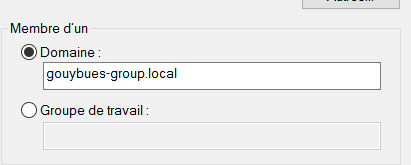 Membre d'un
Domaine :
gouybues-group.local
Groupe de travail :